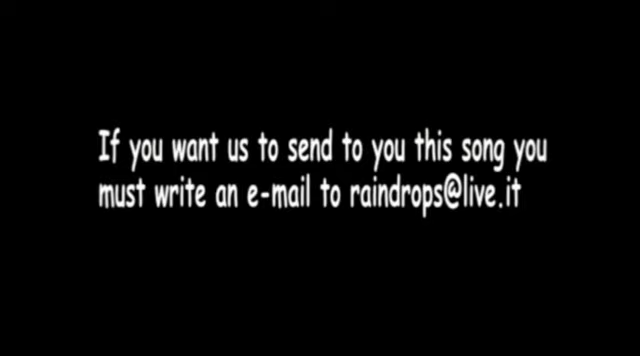 If you want us to send to you this song you
must write an e-mail to raindrops@live.it